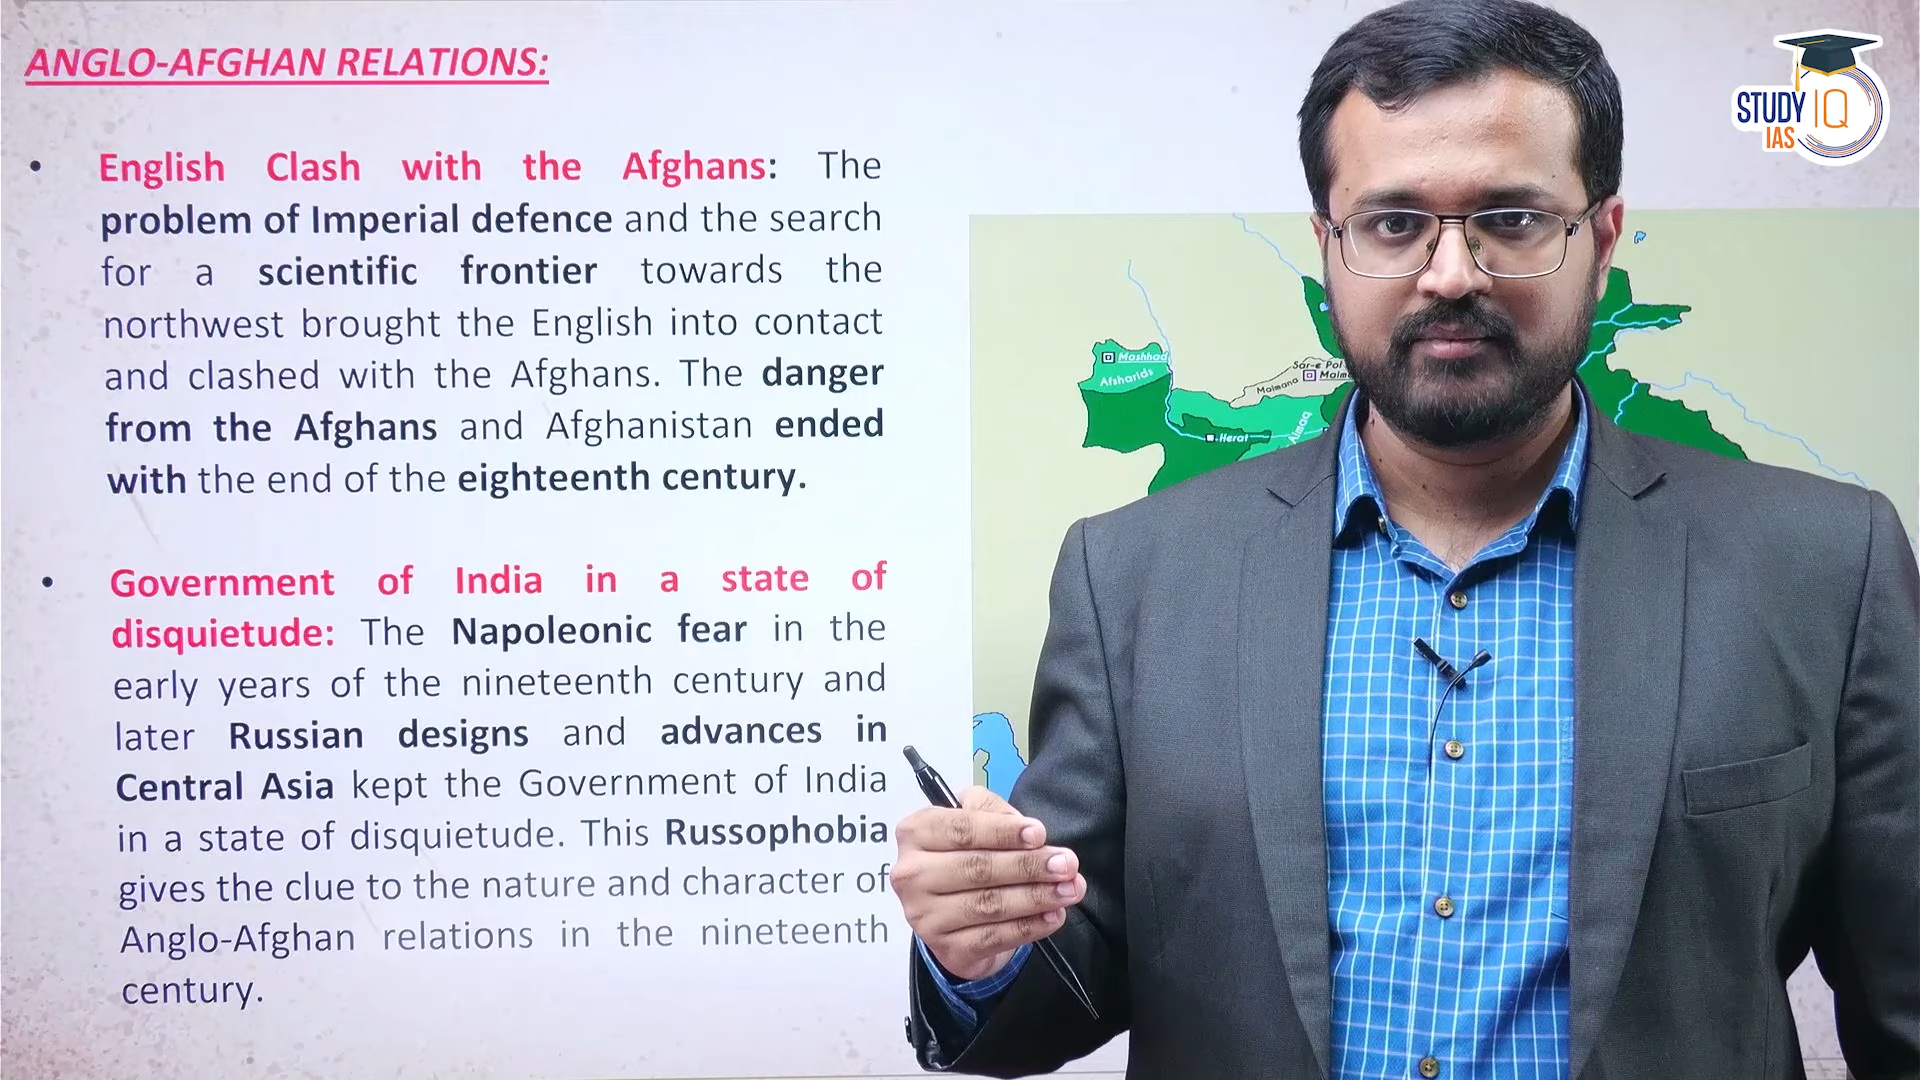 ANGLO-AFGHAN RELATIONS:
• English Clash with the Afghans: The
problem of Imperial defence and the search
for a scientific frontier towards the
northwest brought the English into contact
and clashed with the Afghans. The danger
from the Afghans and Afghanistan ended
with the end of the eighteenth century.
• Government of India in a state of
disquietude: The Napoleonic fear in the
early years of the nineteenth century and
later Russian designs and advances in
Central Asia kept the Government of India
in a state of disquietude. This Russophobia
gives the clue to the nature and character of
Anglo-Afghan relations in the nineteenth
century.
STUDY IQ
IAS
Mashhad
Afsharids
Sar-e Pol
Maimana
Herat
Aimaq